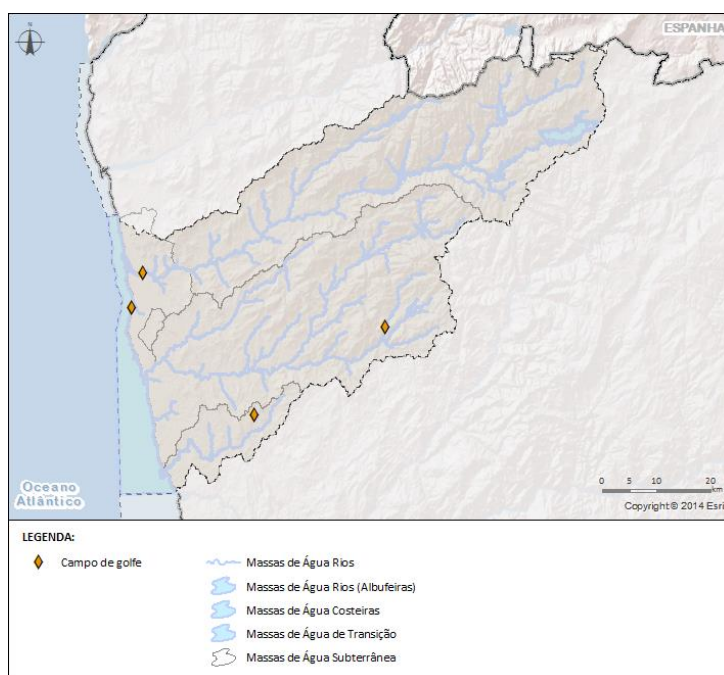 N
ESPANHA
Oceano
Atlântico
0 5 10 20
km
Copyright© 2014 Esri
LEGENDA:
Campo de golfe
Massas de Água Rios
Massas de Água Rios (Albufeiras)
Massas de Água Costeiras
Massas de Água de Transição
Massas de Água Subterrânea